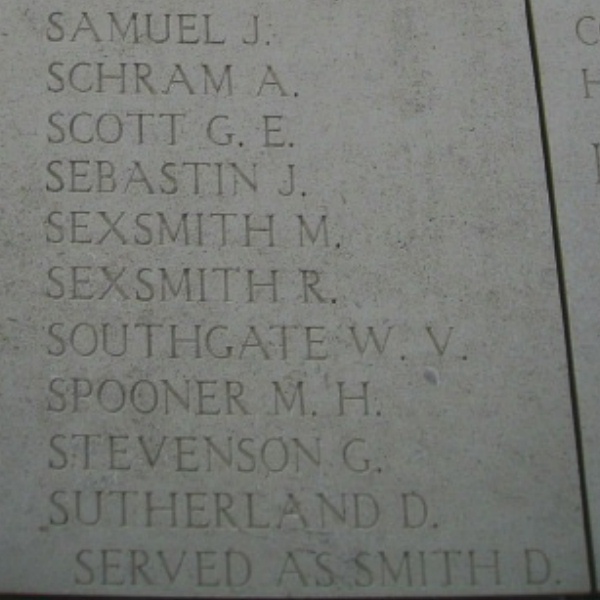 SAMUEL J.
SCHRAM A.
SCOTT G. E.
SEBASTIN J.
SEXSMITH M.
SEXSMITH R.
SOUTHGATE W. V.
SPOONER M. H.
STEVENSON G.
SUTHERLAND D.
SERVED AS SMITH D.